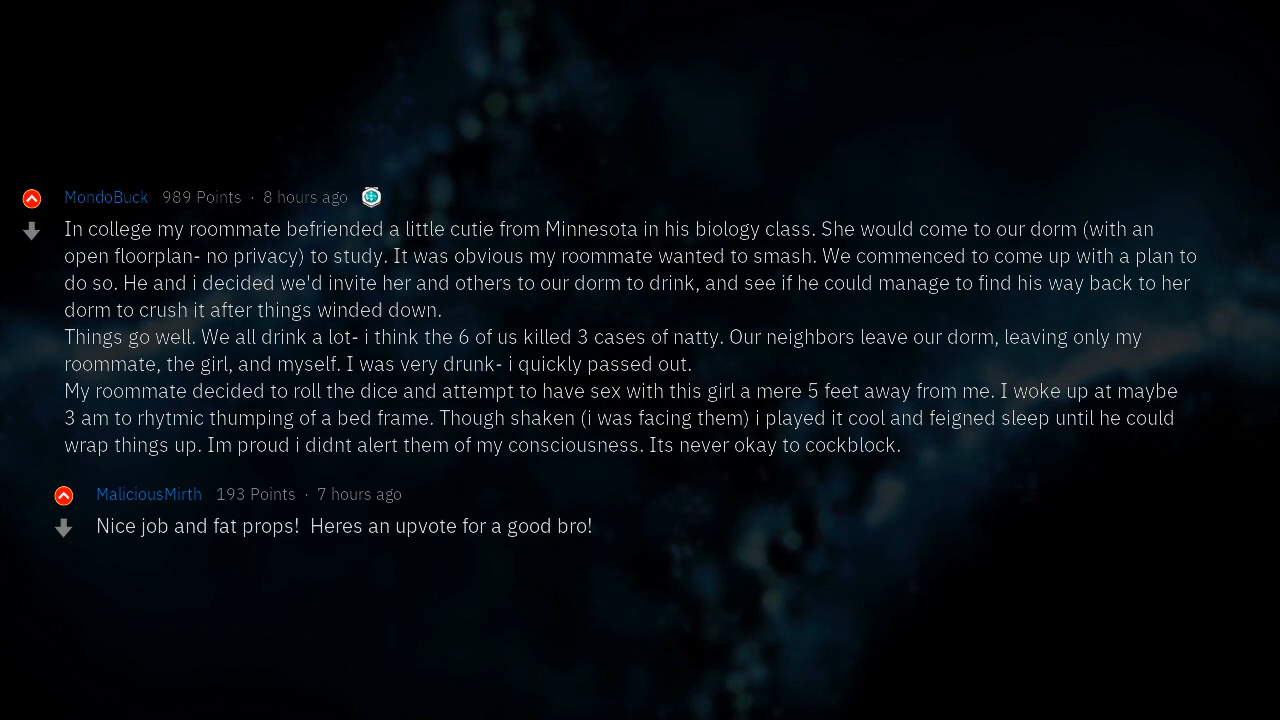 MondoBuck 989 Points · 8 hours ago
In college my roommate befriended a little cutie from Minnesota in his biology class. She would come to our dorm (with an
open floorplan- no privacy) to study. It was obvious my roommate wanted to smash. We commenced to come up with a plan to
do so. He and i decided we'd invite her and others to our dorm to drink, and see if he could manage to find his way back to her
dorm to crush it after things winded down.
Things go well. We all drink a lot- i think the 6 of us killed 3 cases of natty. Our neighbors leave our dorm, leaving only my
roommate, the girl, and myself. I was very drunk- i quickly passed out.
My roommate decided to roll the dice and attempt to have sex with this girl a mere 5 feet away from me. I woke up at maybe
3 am to rhytmic thumping of a bed frame. Though shaken (i was facing them) i played it cool and feigned sleep until he could
wrap things up. Im proud i didnt alert them of my consciousness. Its never okay to cockblock.
MaliciousMirth 193 Points · 7 hours ago
Nice job and fat props!  Heres an upvote for a good bro!